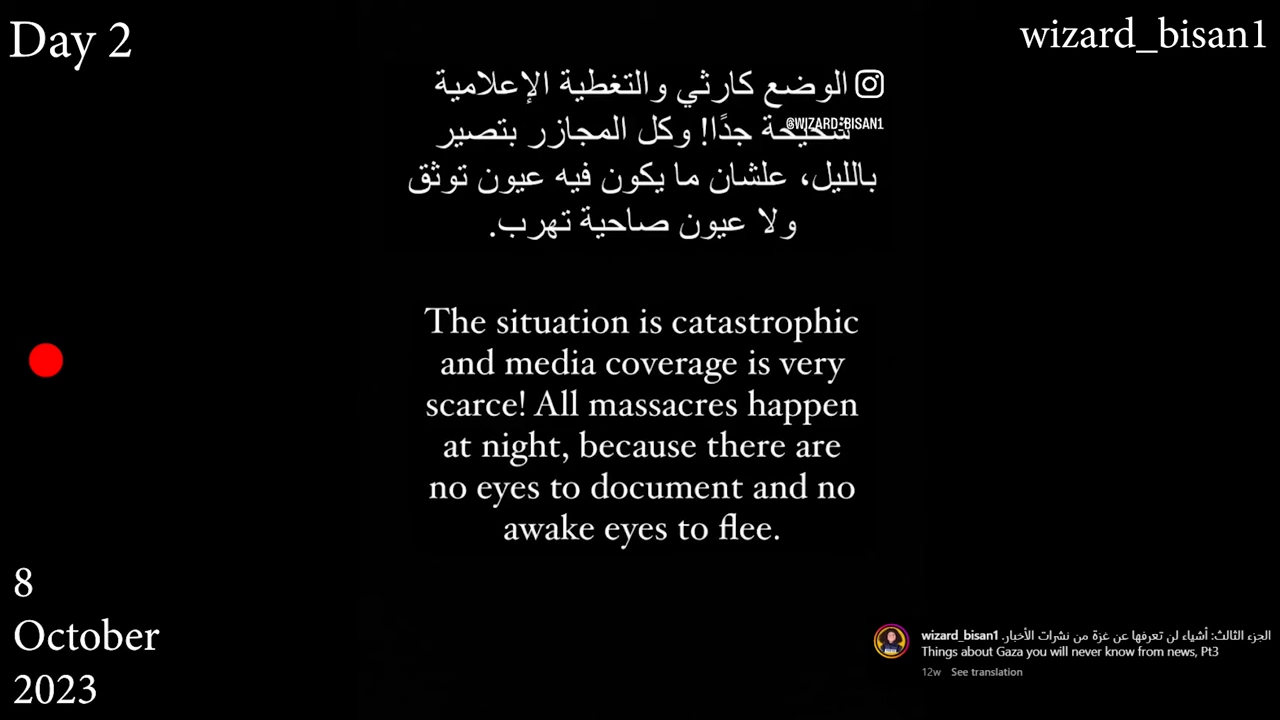 Day 2
wizard_bisan1
الوضع كارثي والتغطية الإعلامية
@WIZARD-BISAN1
شحيحة جدًا! وكل المجازر بتصير
بالليل، علشان ما يكون فيه عيون توثق
ولا عيون صاحية تهرب.
The situation is catastrophic
and media coverage is very
scarce! All massacres happen
at night, because there are
no eyes to document and no
awake eyes to flee.
8
October
2023
wizard_bisan1 الجزء الثالث: أشياء لن تعرفها عن غزة من نشرات الأخبار.
Things about Gaza you will never know from news, Pt3
12w See translation